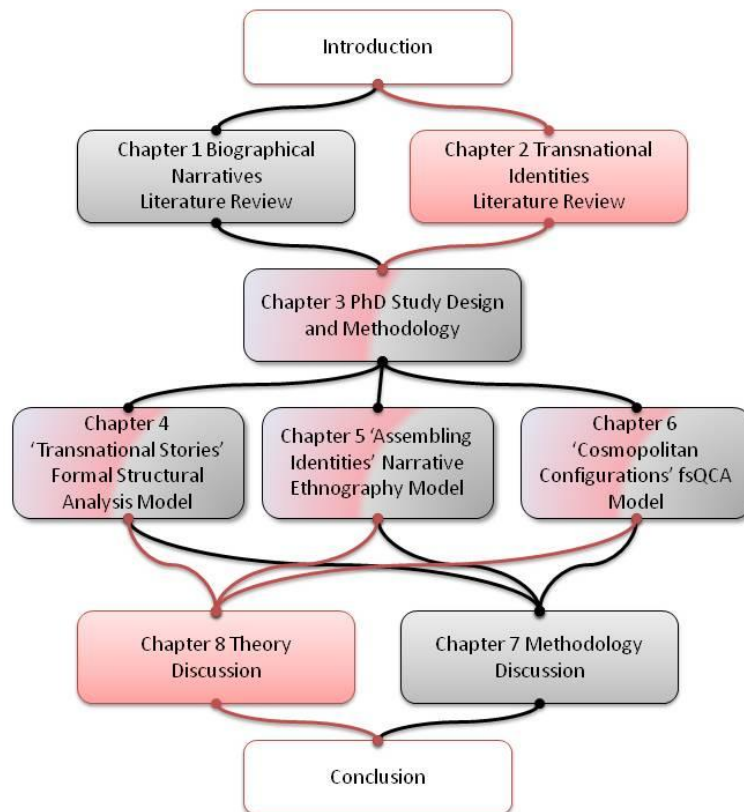 Introduction
Chapter 1 Biographical
Narratives
Literature Review
Chapter 2 Transnational
Identities
Literature Review
Chapter 3 PhD Study Design
and Methodology
Chapter 4
‘Transnational Stories’
Formal Structural
Analysis Model
Chapter 5 ‘Assembling
Identities’ Narrative
Ethnography Model
Chapter 6
‘Cosmopolitan
Configurations’ fsQCA
Model
Chapter 8 Theory
Discussion
Chapter 7 Methodology
Discussion
Conclusion